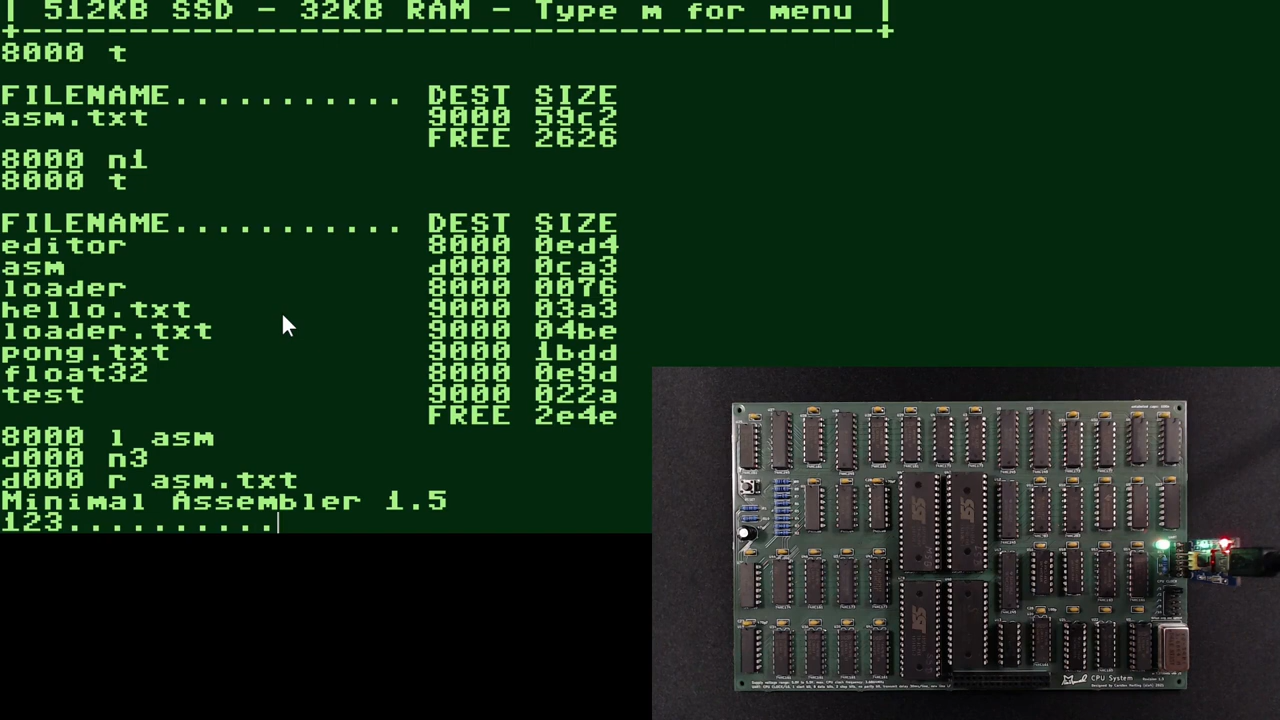 | 512KB SSD - 32KB RAM - Type m for menu |
+----------------------------------------+
8000 t
FILENAME........... DEST SIZE
asm.txt 9000 59c2
FREE 2626
8000 n1
8000 t
FILENAME........... DEST SIZE
editor 8000 0ed4
asm d000 0ca3
loader 8000 0076
hello.txt 9000 03a3
loader.txt 9000 04be
pong.txt 9000 1bdd
float32 8000 0e9d
test 9000 022a
FREE 2e4e
8000 l asm
d000 n3
d000 r asm.txt
Minimal Assembler 1.5
123..........
CPU System